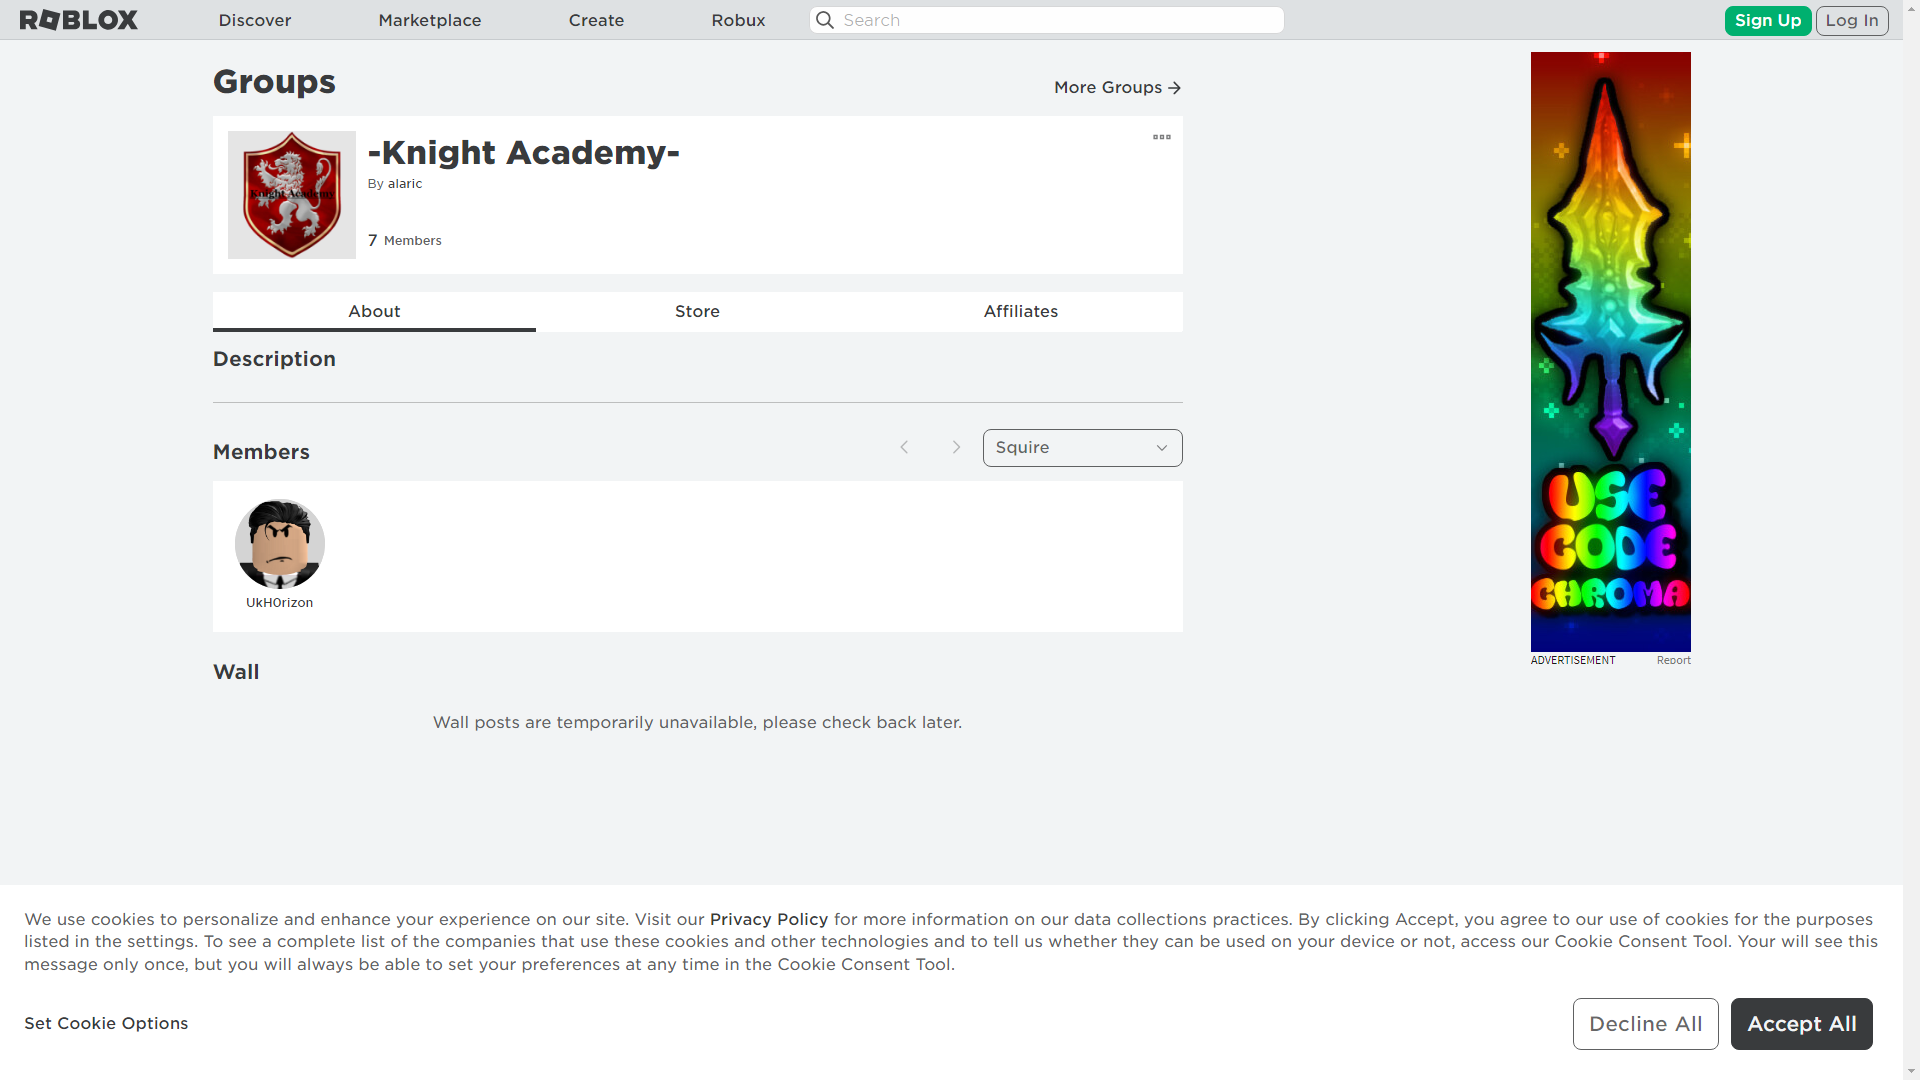 ROBLOX
Discover
Marketplace
Create
Robux
Search
Sign Up
Log In
Groups
More Groups
Knight Academy
-Knight Academy-
By alaric
7 Members
About
Store
Affiliates
Description
Members
Squire
UkH0rizon
Wall
Wall posts are temporarily unavailable, please check back later.
USE
CODE
CHROMA
ADVERTISEMENT
Report
We use cookies to personalize and enhance your experience on our site. Visit our Privacy Policy for more information on our data collections practices. By clicking Accept, you agree to our use of cookies for the purposes
listed in the settings. To see a complete list of the companies that use these cookies and other technologies and to tell us whether they can be used on your device or not, access our Cookie Consent Tool. Your will see this
message only once, but you will always be able to set your preferences at any time in the Cookie Consent Tool.
Set Cookie Options
Decline All
Accept All